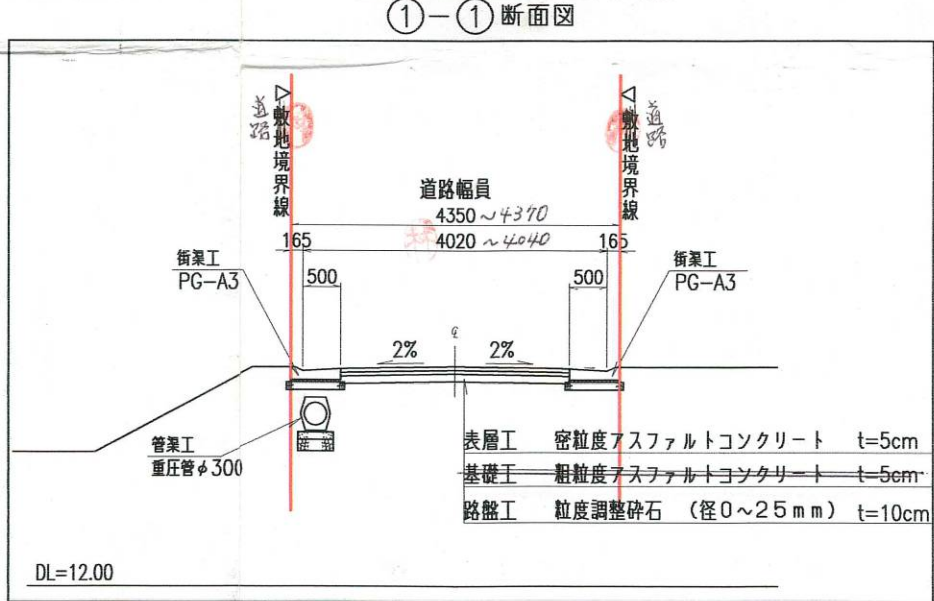 ①-①断面図
▽道路敷地境界線
▽道路敷地境界線
道路幅員
4350～4370
165
4020～4040
165
街渠工
PG-A3
500
500
街渠工
PG-A3
2%
2%
管渠工
重圧管φ300
表層工 密粒度アスファルトコンクリート t=5cm
基礎工 粗粒度アスファルトコンクリート t=5cm
路盤工 粒度調整砕石 （径0～25mm） t=10cm
DL=12.00